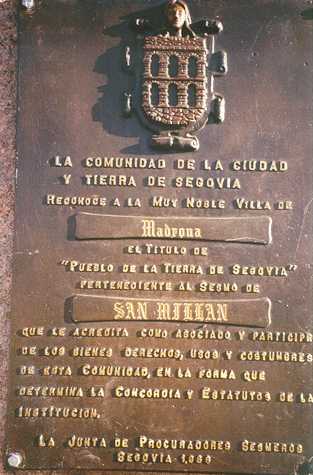 LA COMUNIDAD DE LA CIUDAD
Y TIERRA DE SEGOVIA
RECONOCE A LA MUY NOBLE VILLA DE
Madrona
EL TITULO DE
"PUEBLO DE LA TIERRA DE SEGOVIA"
PERTENECIENTE AL SESMO DE
SAN MILLAN
QUE LE ACREDITA COMO ASOCIADO Y PARTICIPE
DE LOS BIENES DERECHOS, USOS Y COSTUMBRES
DE ESTA COMUNIDAD, EN LA FORMA QUE
DETERMINA LA CONCORDIA Y ESTATUTOS DE LA
INSTITUCION.
LA JUNTA DE PROCURADORES SESMEROS
SEGOVIA